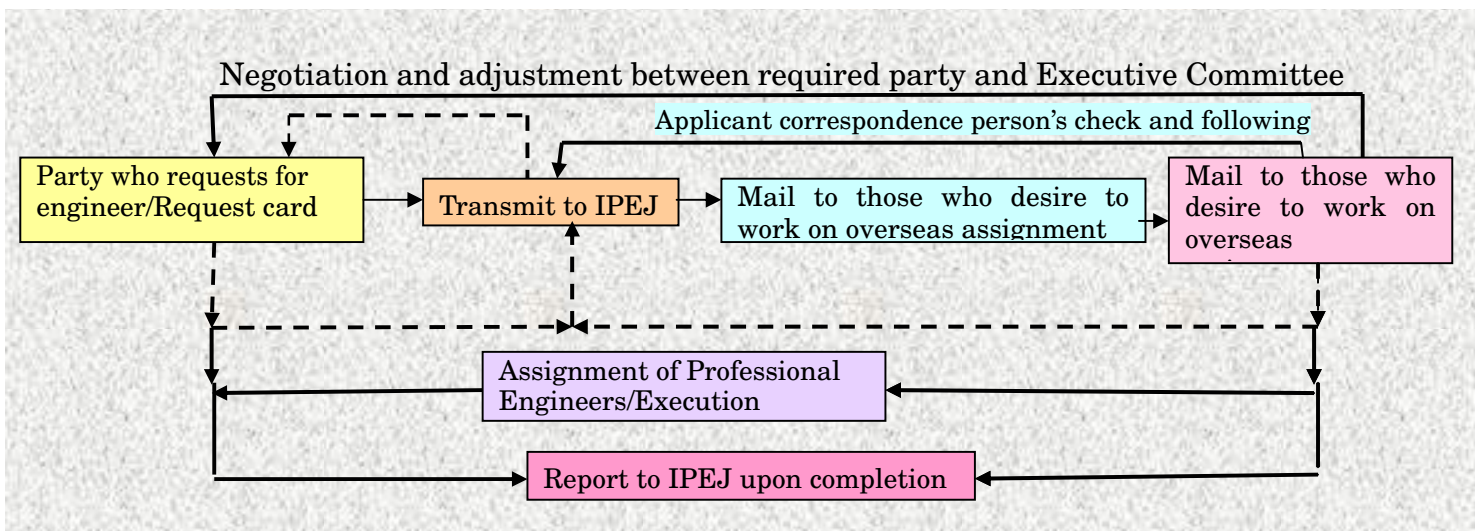 Negotiation and adjustment between required party and Executive Committee
Applicant correspondence person's check and following
Party who requests for
engineer/Request card
Transmit to IPEJ
Mail to those who desire to
work on overseas assignment
Mail to those who
desire to work on
overseas
Assignment of Professional
Engineers/Execution
Report to IPEJ upon completion